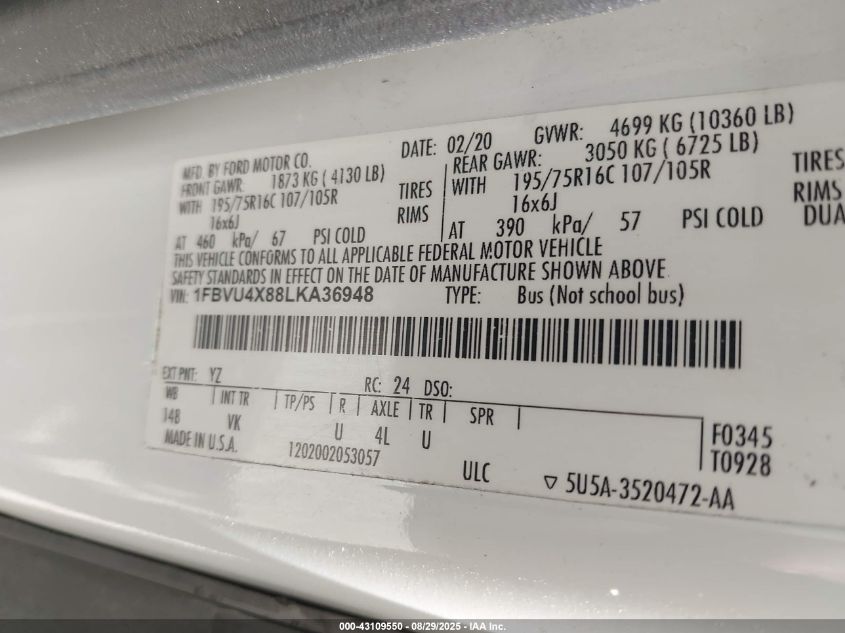 MFD. BY FORD MOTOR CO. DATE: 02/20 GVWR: 4699 KG (10360 LB)
FRONT GAWR: 1873 KG ( 4130 LB) REAR GAWR: 3050 KG ( 6725 LB)
WITH 195/75R16C 107/105R TIRES WITH 195/75R16C 107/105R TIRES
16x6J RIMS 16x6J RIMS
AT 460 kPa/ 67 PSI COLD AT 390 kPa/ 57 PSI COLD DUA
THIS VEHICLE CONFORMS TO ALL APPLICABLE FEDERAL MOTOR VEHICLE
SAFETY STANDARDS IN EFFECT ON THE DATE OF MANUFACTURE SHOWN ABOVE.
VIN: 1FBVU4X88LKA36948 TYPE: Bus (Not school bus)
EXT PNT: YZ RC: 24 DSO:
WB INT TR TP/PS R AXLE TR SPR
148 VK U 4L U F0345
MADE IN U.S.A. 1202002053057 T0928
ULC ▽ 5U5A-3520472-AA
000-43109550 - 08/29/2025 - IAA Inc.